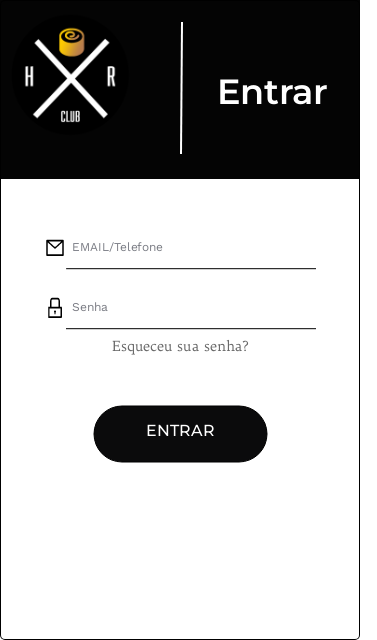 H R
CLUB
Entrar
EMAIL/Telefone
Senha
Esqueceu sua senha?
ENTRAR